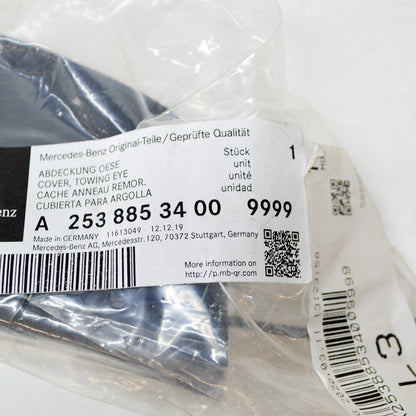 Mercedes-Benz Original-Teile/Geprüfte Qualität
ABDECKUNG OESE
COVER, TOWING EYE
CACHE ANNEAU REMOR.
CUBIERTA PARA ARGOLLA
Stück 1
unit
unité
unidad
A 253 885 34 00 9999
Made in GERMANY 11613049 12.12.19
Mercedes-Benz AG, Mercedesstr.120, 70372 Stuttgart, Germany
More information on
http://p.mb-qr.com
enz
3